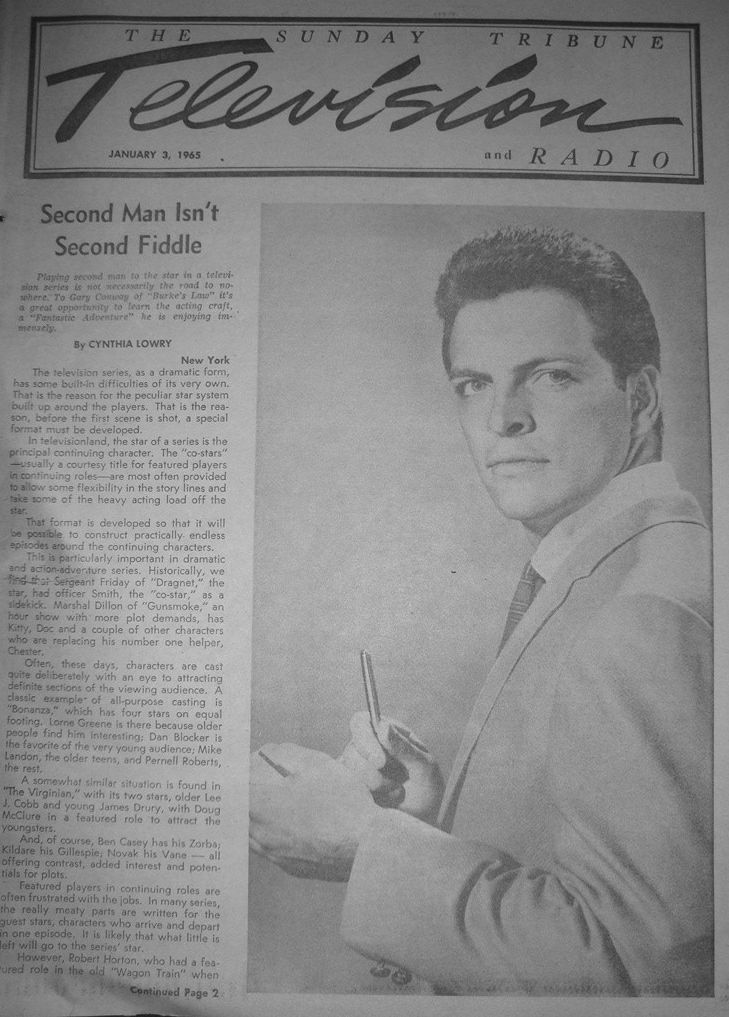 THE SUNDAY TRIBUNE
Television
JANUARY 3, 1965
and RADIO
Second Man Isn't
Second Fiddle
Playing second man to the star in a televi-
sion series is not necessarily the road to no-
where. To Gary Conway of "Burke's Law" it's
a great opportunity to learn the acting craft,
a "Fantastic Adventure" he is enjoying im-
mensely.
By CYNTHIA LOWRY
New York
The television series, as a dramatic form,
has some built-in difficulties of its very own.
That is the reason for the peculiar star system
built up around the players. That is the rea-
son, before the first scene is shot, a special
format must be developed.
In televisionland, the star of a series is the
principal continuing character. The "co-stars"
—usually a courtesy title for featured players
in continuing roles—are most often provided
to allow some flexibility in the story lines and
take some of the heavy acting load off the
star.
That format is developed so that it will
be possible to construct practically endless
episodes around the continuing characters.
This is particularly important in dramatic
and action-adventure series. Historically, we
find that Sergeant Friday of "Dragnet," the
star, had officer Smith, the "co-star," as a
sidekick. Marshal Dillon of "Gunsmoke," an
hour show with more plot demands, has
Kitty, Doc and a couple of other characters
who are replacing his number one helper,
Chester.
Often, these days, characters are cast
quite deliberately with an eye to attracting
definite sections of the viewing audience. A
classic example of all-purpose casting is
"Bonanza," which has four stars on equal
footing. Lorne Greene is there because older
people find him interesting; Dan Blocker is
the favorite of the very young audience; Mike
Landon, the older teens, and Pernell Roberts,
the rest.
A somewhat similar situation is found in
"The Virginian," with its two stars, older Lee
J. Cobb and young James Drury, with Doug
McClure in a featured role to attract the
youngsters.
And, of course, Ben Casey has his Zorba;
Kildare his Gillespie; Novak his Vane — all
offering contrast, added interest and poten-
tials for plots.
Featured players in continuing roles are
often frustrated with the jobs. In many series,
the really meaty parts are written for the
guest stars, characters who arrive and depart
in one episode. It is likely that what little is
left will go to the series' star.
However, Robert Horton, who had a fea-
tured role in the old "Wagon Train" when
Continued Page 2